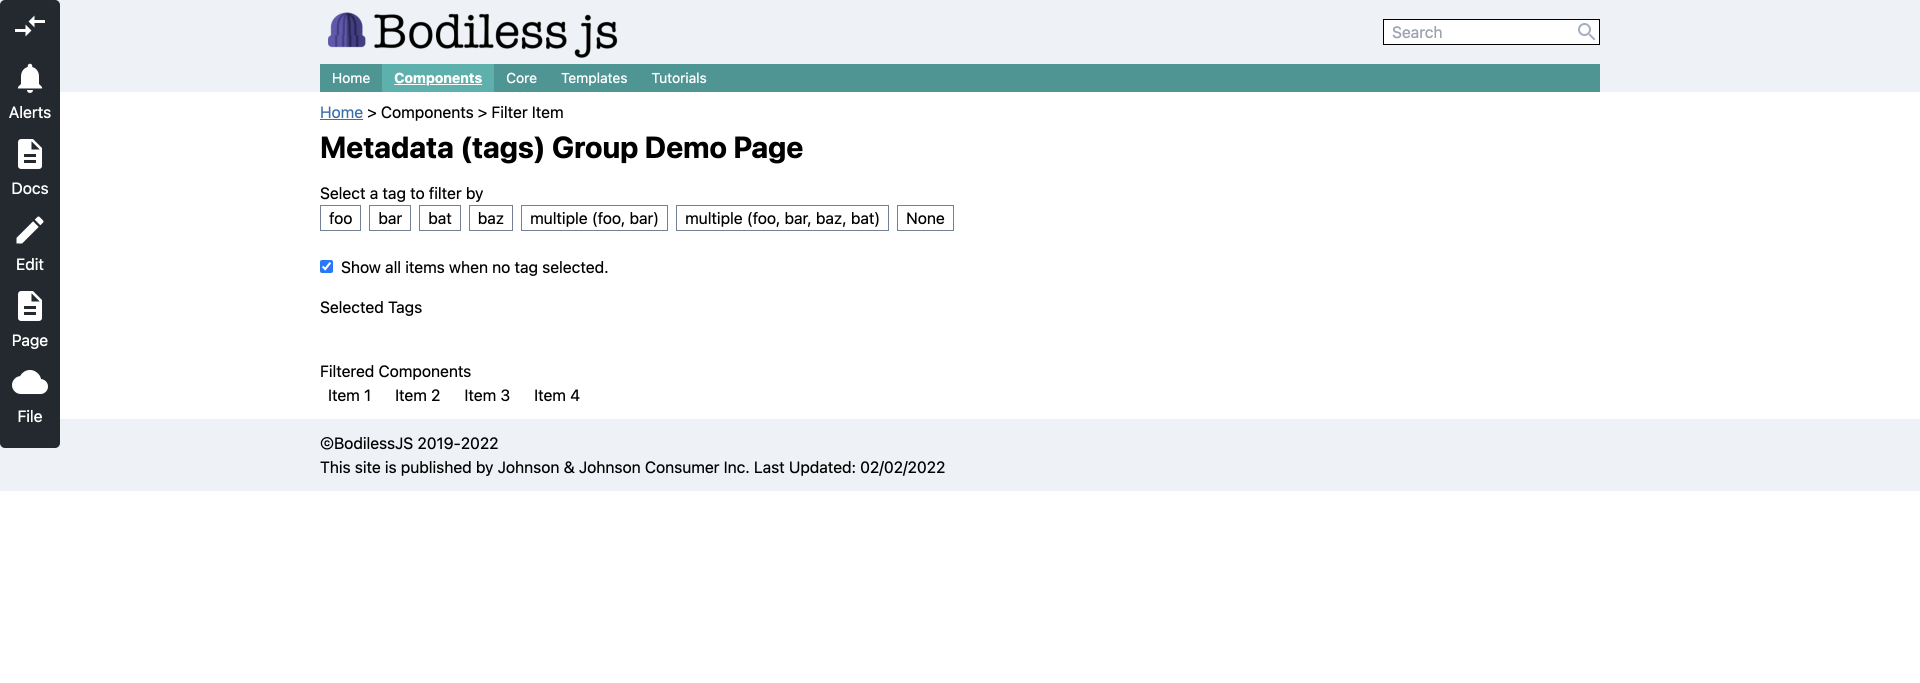 Bodiless js
Search
Home Components Core Templates Tutorials
Alerts
Docs
Edit
Page
File
Home > Components > Filter Item
Metadata (tags) Group Demo Page
Select a tag to filter by
foo bar bat baz multiple (foo, bar) multiple (foo, bar, baz, bat) None
Show all items when no tag selected.
Selected Tags
Filtered Components
Item 1 Item 2 Item 3 Item 4
©BodilessJS 2019-2022
This site is published by Johnson & Johnson Consumer Inc. Last Updated: 02/02/2022